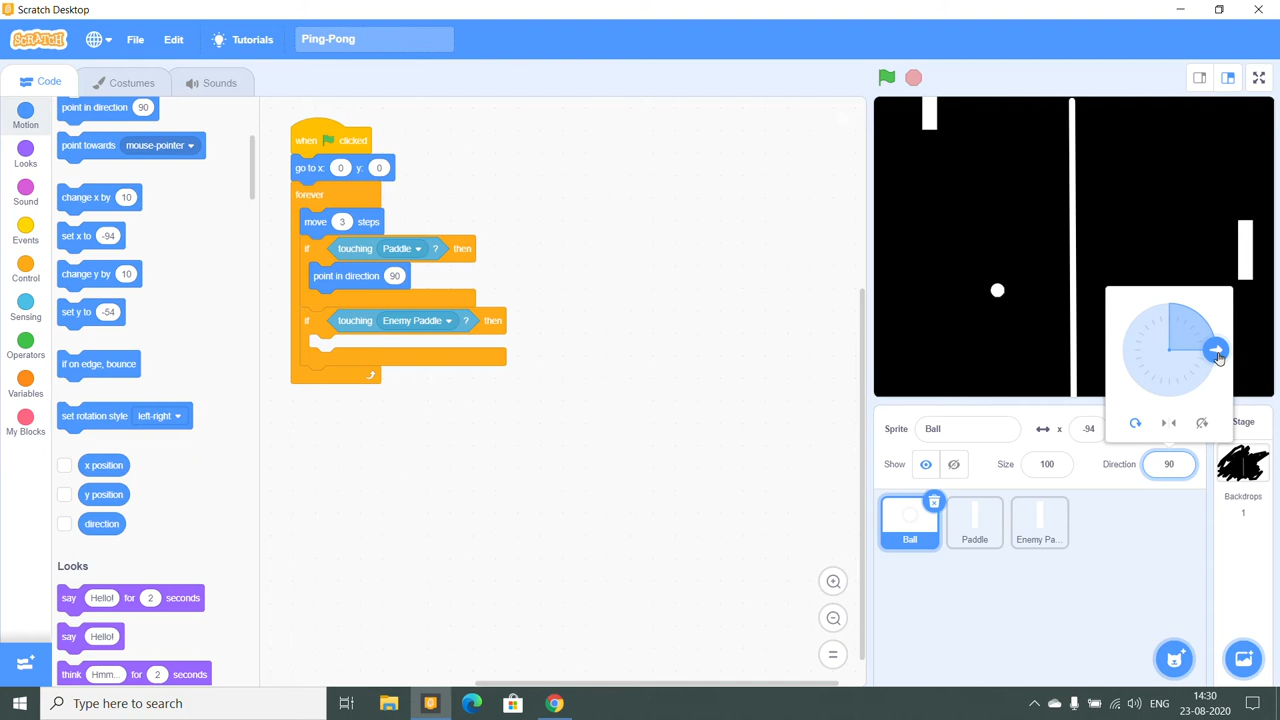 Scratch Desktop
SCRATCH File Edit Tutorials Ping-Pong
Code Costumes Sounds
Motion
Looks
Sound
Events
Control
Sensing
Operators
Variables
My Blocks
point in direction 90
point towards mouse-pointer
change x by 10
set x to -94
change y by 10
set y to -54
if on edge, bounce
set rotation style left-right
x position
y position
direction
Looks
say Hello! for 2 seconds
say Hello!
think Hmm... for 2 seconds
when clicked
go to x: 0 y: 0
forever
move 3 steps
if touching Paddle ? then
point in direction 90
if touching Enemy Paddle ? then
Sprite Ball x -94
Show Size 100 Direction 90
Ball Paddle Enemy Pa...
Stage
Backdrops
1
Type here to search
ENG
14:30
23-08-2020